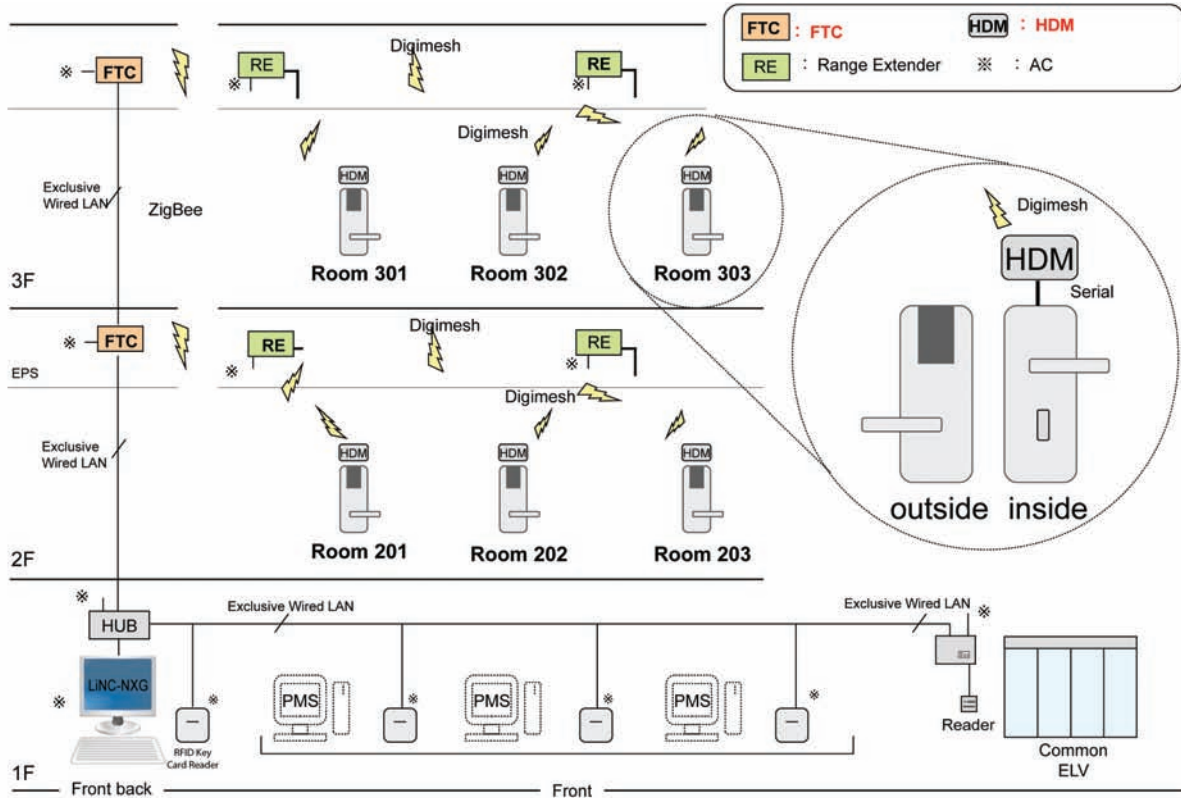 FTC : FTC
HDM : HDM
RE : Range Extender
※ : AC
※
FTC
RE
※
Digimesh
RE
※
Digimesh
HDM
HDM
HDM
Exclusive
Wired LAN
ZigBee
Room 301
Room 302
Room 303
3F
Digimesh
HDM
Serial
outside
inside
※
FTC
RE
※
Digimesh
RE
※
EPS
Digimesh
Exclusive
Wired LAN
HDM
HDM
HDM
Room 201
Room 202
Room 203
2F
※
HUB
Exclusive Wired LAN
Exclusive Wired LAN
※
LiNC-NXG
※
※
RFID Key
Card Reader
PMS
※
PMS
※
PMS
※
Reader
Common
ELV
1F
Front back
Front